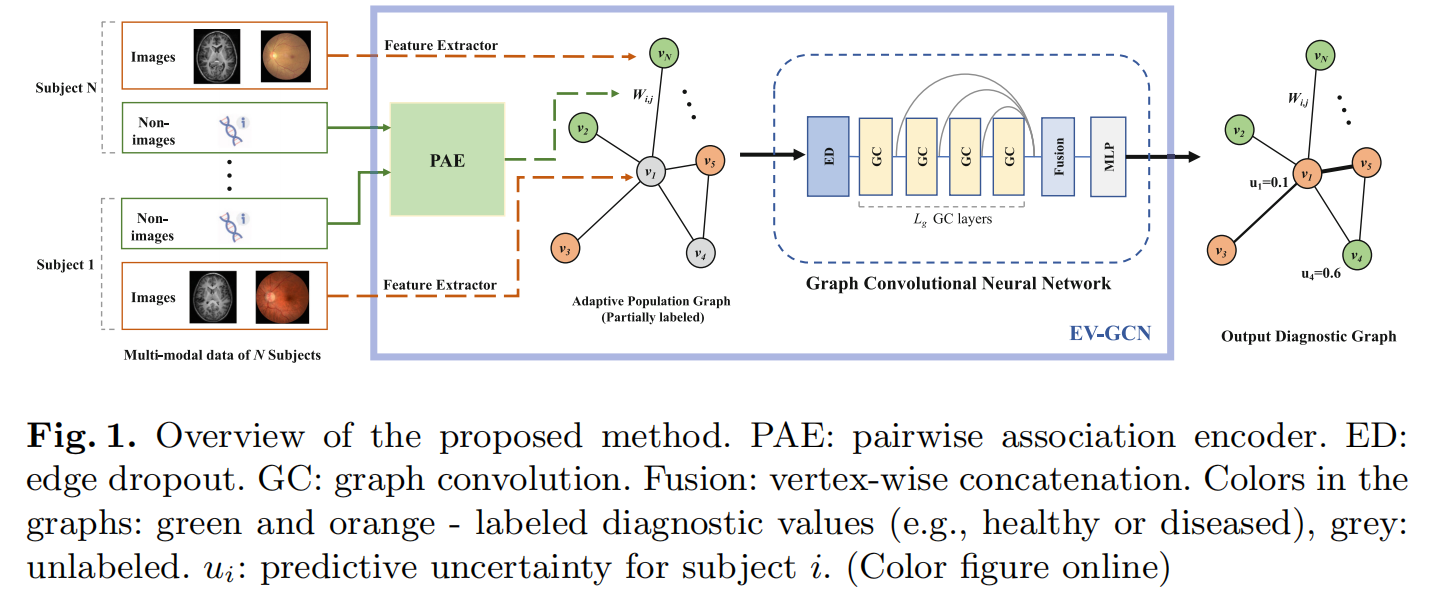 Subject N
Images
Non-
images
Subject 1
Non-
images
Images
Multi-modal data of N Subjects
Feature Extractor
PAE
Feature Extractor
W_{i,j}
v_N
v_2
v_1
v_5
v_3
v_4
Adaptive Population Graph
(Partially labeled)
ED
GC
GC
GC
GC
Fusion
MLP
L_g GC layers
Graph Convolutional Neural Network
EV-GCN
v_N
W_{i,j}
v_2
v_1
v_5
u_1=0.1
v_3
v_4
u_4=0.6
Output Diagnostic Graph
Fig. 1. Overview of the proposed method. PAE: pairwise association encoder. ED:
edge dropout. GC: graph convolution. Fusion: vertex-wise concatenation. Colors in the
graphs: green and orange - labeled diagnostic values (e.g., healthy or diseased), grey:
unlabeled. u_i: predictive uncertainty for subject i. (Color figure online)